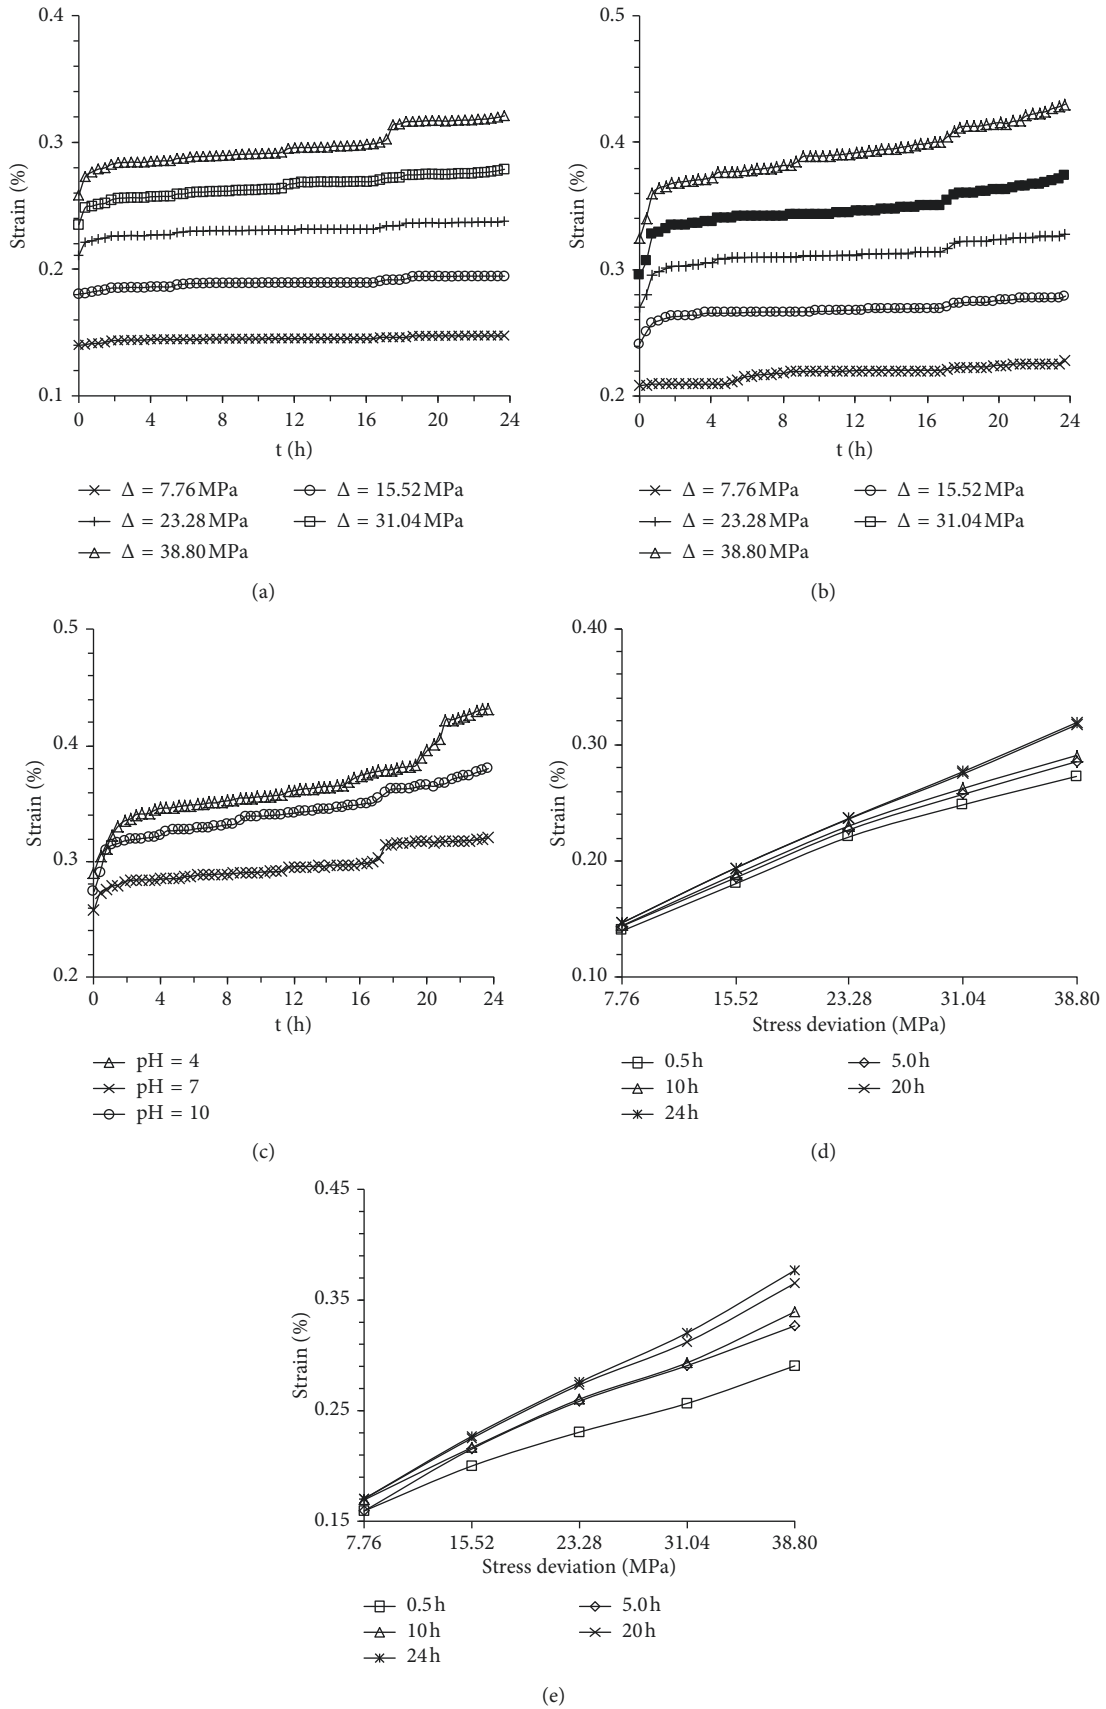 0.4
0.3
0.2
0.1
Strain (%)
0 4 8 12 16 20 24
t (h)
Δ = 7.76 MPa Δ = 15.52 MPa
Δ = 23.28 MPa Δ = 31.04 MPa
Δ = 38.80 MPa
(a)
0.5
0.4
0.3
0.2
Strain (%)
0 4 8 12 16 20 24
t (h)
Δ = 7.76 MPa Δ = 15.52 MPa
Δ = 23.28 MPa Δ = 31.04 MPa
Δ = 38.80 MPa
(b)
0.5
0.4
0.3
0.2
Strain (%)
0 4 8 12 16 20 24
t (h)
pH = 4
pH = 7
pH = 10
(c)
0.40
0.30
0.20
0.10
Strain (%)
7.76 15.52 23.28 31.04 38.80
Stress deviation (MPa)
0.5 h 5.0 h
10 h 20 h
24 h
(d)
0.45
0.35
0.25
0.15
Strain (%)
7.76 15.52 23.28 31.04 38.80
Stress deviation (MPa)
0.5 h 5.0 h
10 h 20 h
24 h
(e)